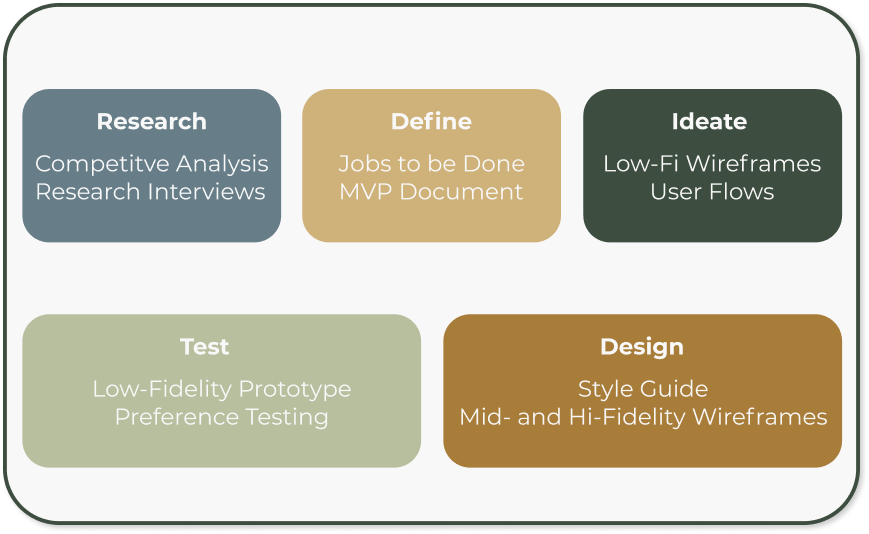 Research
Competitve Analysis
Research Interviews
Define
Jobs to be Done
MVP Document
Ideate
Low-Fi Wireframes
User Flows
Test
Low-Fidelity Prototype
Preference Testing
Design
Style Guide
Mid- and Hi-Fidelity Wireframes